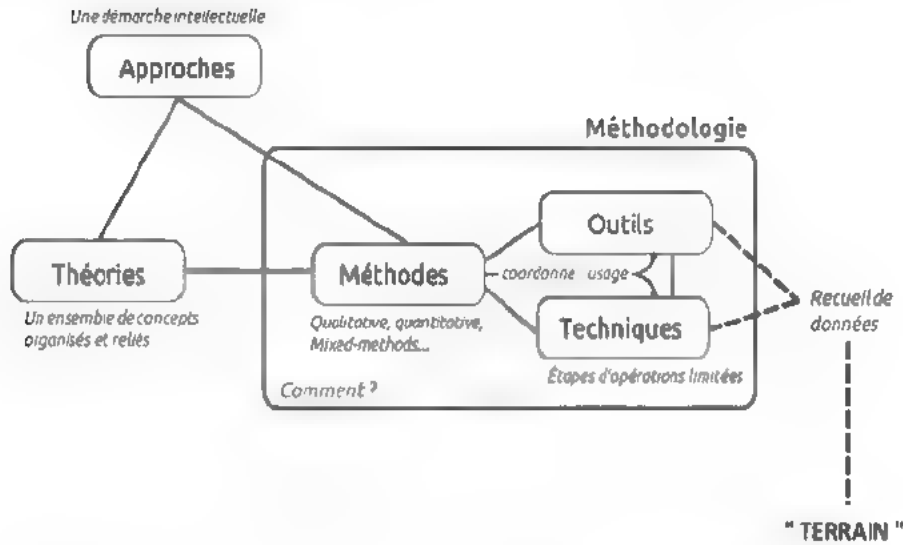 Une démarche intellectuelle
Approches
Méthodologie
Outils
Théories
Méthodes
coordonne usage
Recueil de
données
Un ensemble de concepts
organisés et reliés
Qualitative, quantitative,
Mixed-methods...
Techniques
Étapes d'opérations limitées
Comment ?
" TERRAIN "